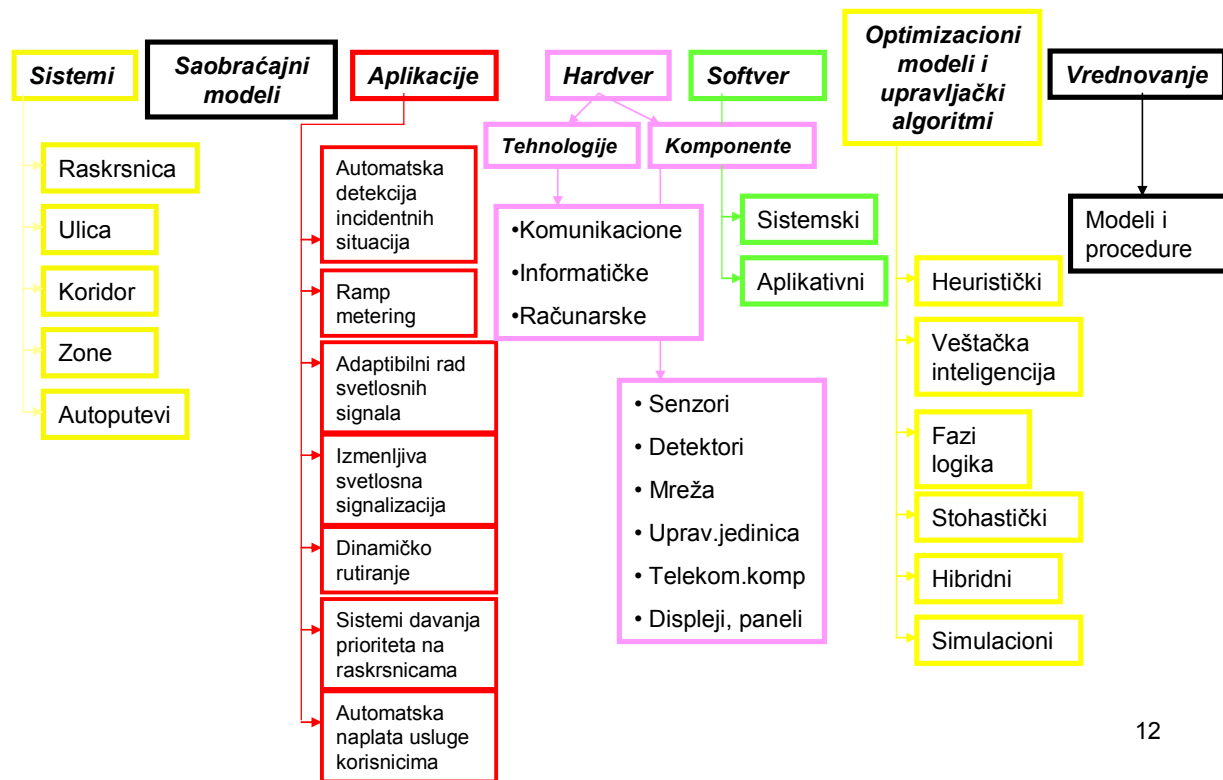 Sistemi
Saobraćajni
modeli
Aplikacije
Hardver
Softver
Optimizacioni
modeli i
upravljački
algoritmi
Vrednovanje
Raskrsnica
Ulica
Koridor
Zone
Autoputevi
Automatska
detekcija
incidentnih
situacija
Ramp
metering
Adaptibilni rad
svetlosnih
signala
Izmenljiva
svetlosna
signalizacija
Dinamičko
rutiranje
Sistemi davanja
prioriteta na
raskrsnicama
Automatska
naplata usluge
korisnicima
Tehnologije
Komponente
•Komunikacione
•Informatičke
•Računarske
• Senzori
• Detektori
• Mreža
• Uprav.jedinica
• Telekom.komp
• Displeji, paneli
Sistemski
Aplikativni
Heuristički
Veštačka
inteligencija
Fazi
logika
Stohastički
Hibridni
Simulacioni
Modeli i
procedure
12